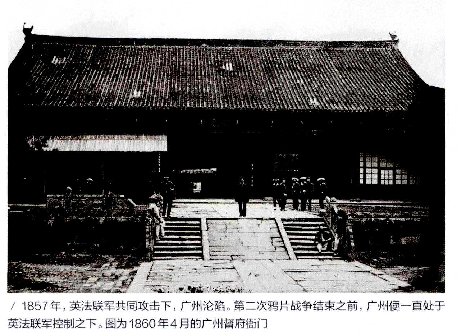 / 1857年，英法联军共同攻击下，广州沦陷。第二次鸦片战争结束之前，广州便一直处于
英法联军控制之下。图为1860年4月的广州督府衙门